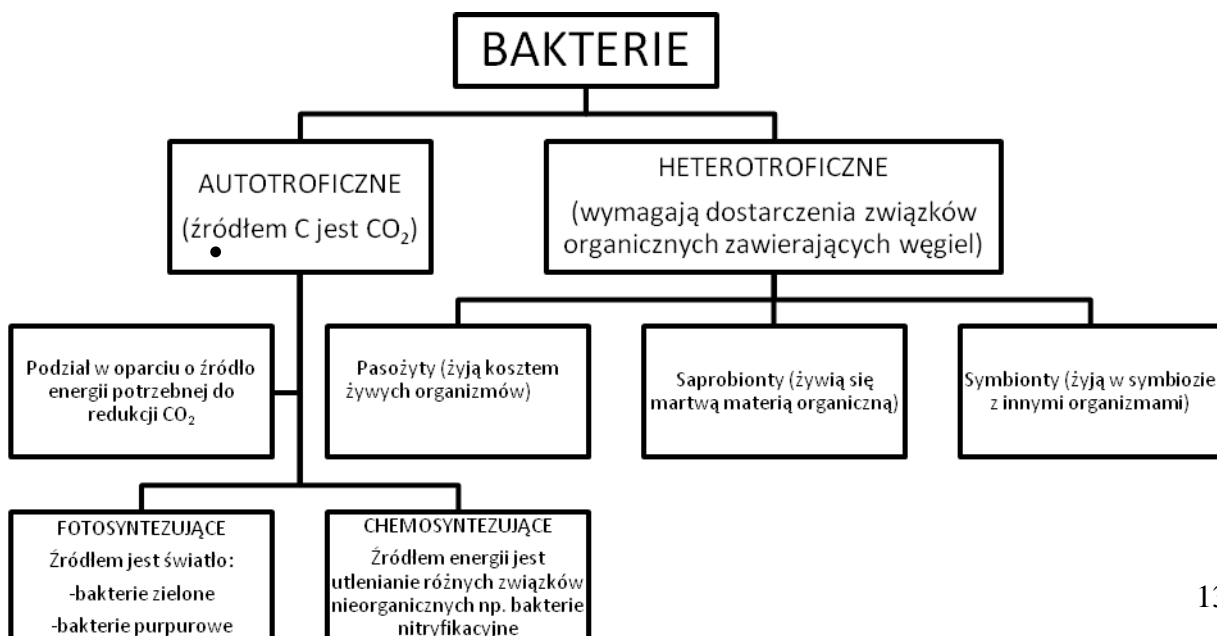 BAKTERIE
AUTOTROFICZNE
(źródłem C jest CO₂)
•
HETEROTROFICZNE
(wymagają dostarczenia związków
organicznych zawierających węgiel)
Podział w oparciu o źródło
energii potrzebnej do
redukcji CO₂
Pasożyty (żyją kosztem
żywych organizmów)
Saprobionty (żywią się
martwą materią organiczną)
Symbionty (żyją w symbiozie
z innymi organizmami)
FOTOSYNTEZUJĄCE
Źródłem jest światło:
-bakterie zielone
-bakterie purpurowe
CHEMOSYNTEZUJĄCE
Źródłem energii jest
utlenianie różnych związków
nieorganicznych np. bakterie
nitryfikacyjne
13